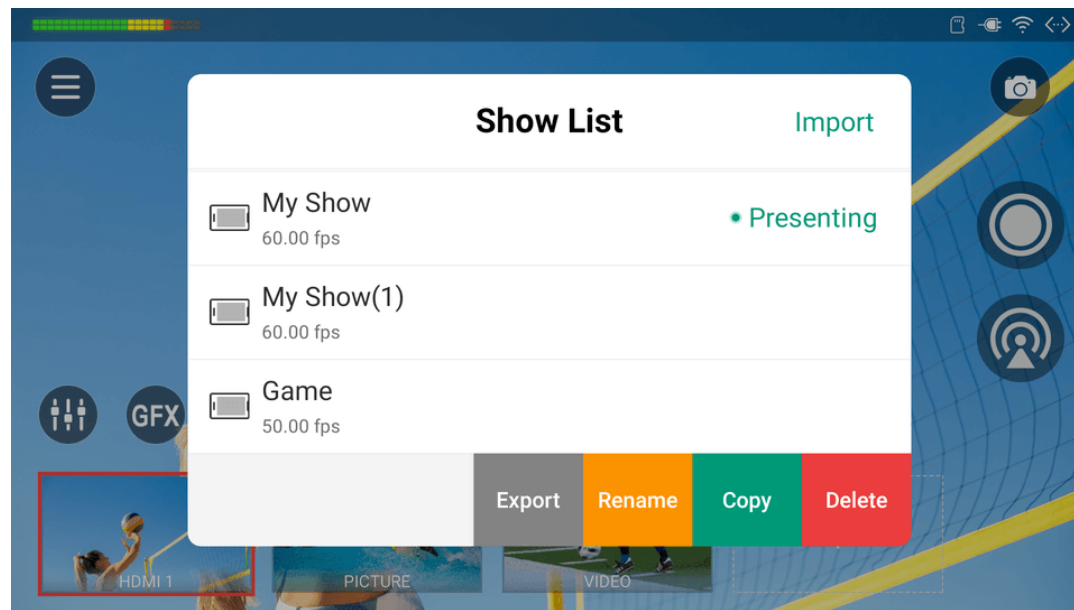 Show List
Import
My Show
60.00 fps
Presenting
My Show(1)
60.00 fps
Game
50.00 fps
GFX
Export
Rename
Copy
Delete
HDMI 1
PICTURE
VIDEO